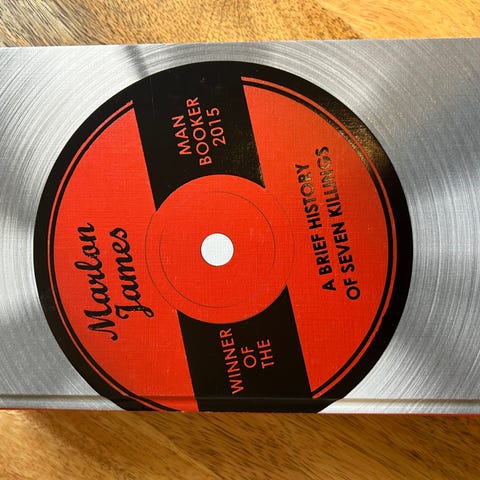 Marlon
James
WINNER
OF
THE
MAN
BOOKER
2015
A BRIEF HISTORY
OF SEVEN KILLINGS